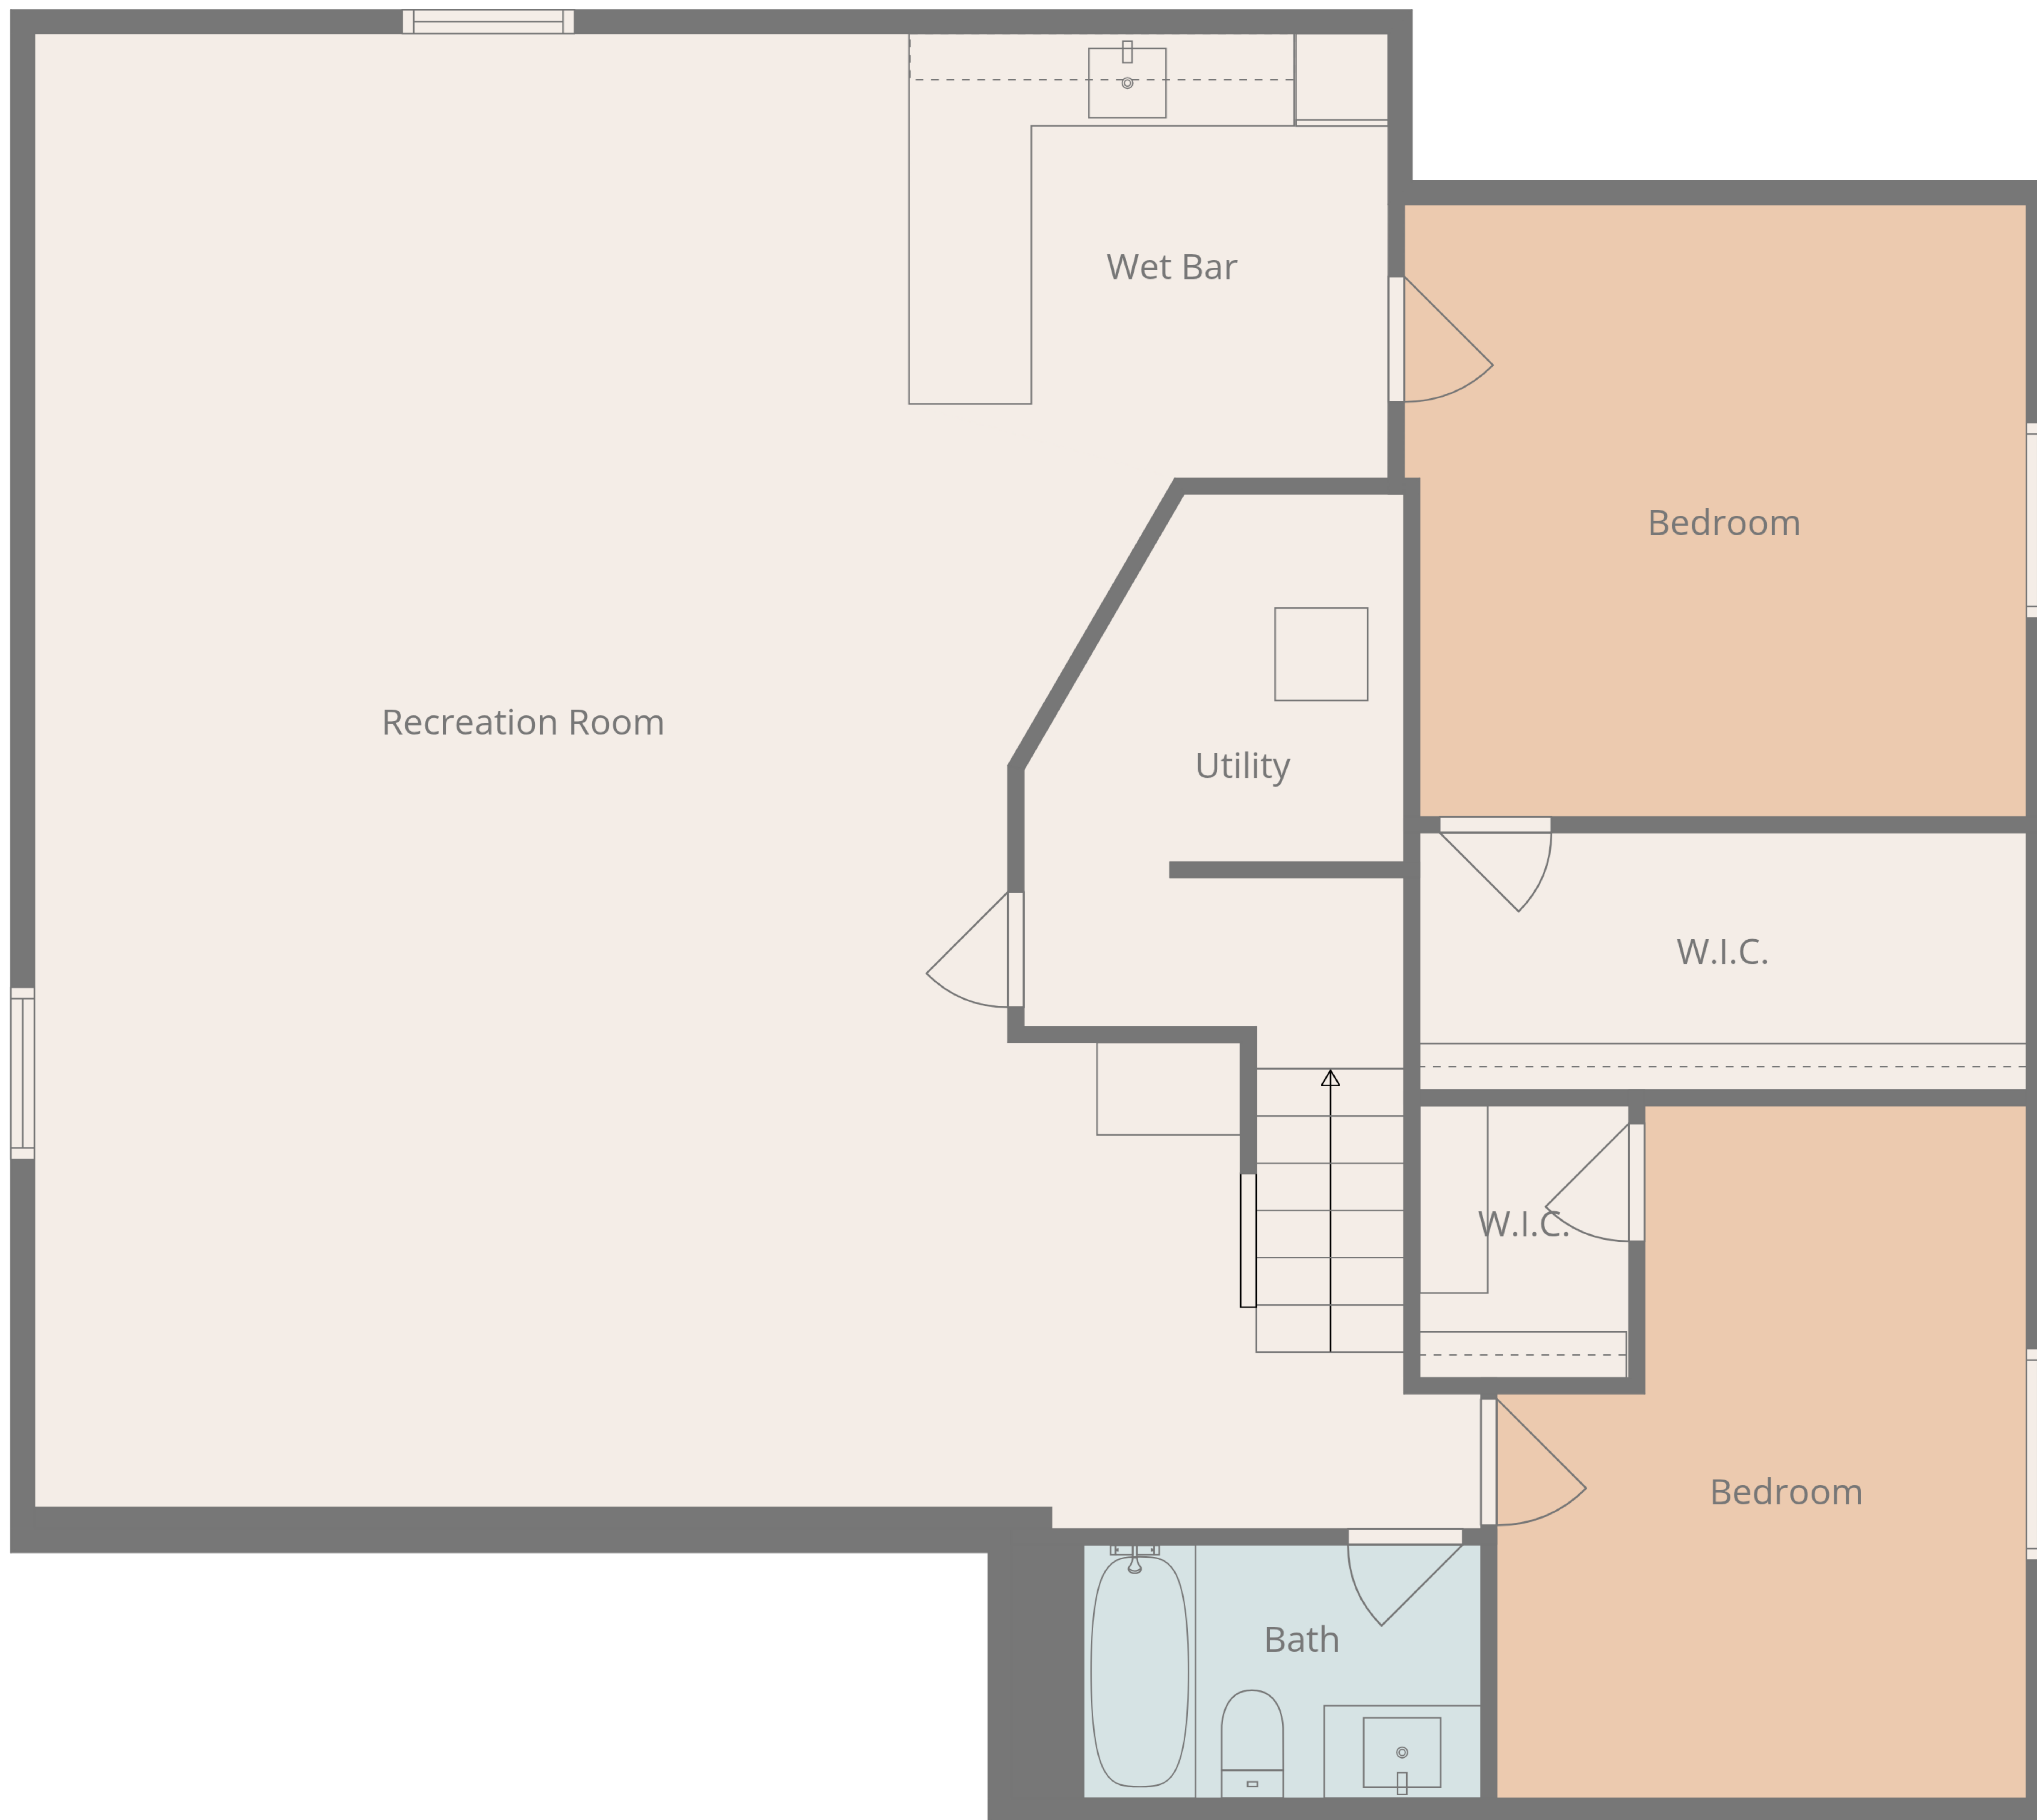 Wet Bar
Bedroom
Recreation Room
Utility
W.I.C.
W.I.C.
Bedroom
Bath